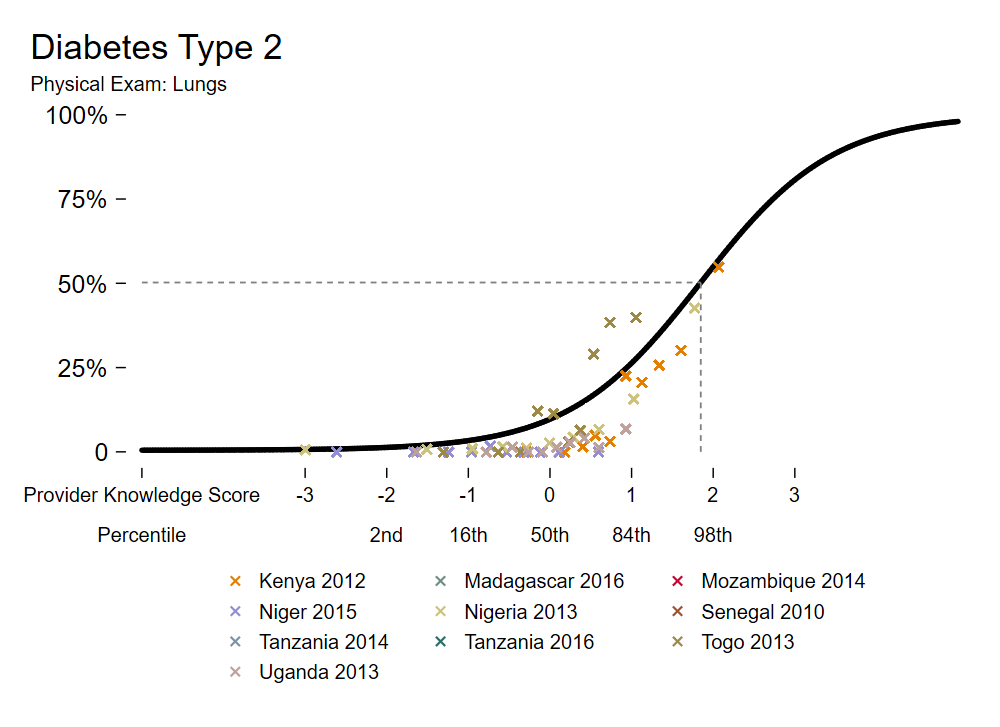 Diabetes Type 2
Physical Exam: Lungs
100%
75%
50%
25%
0
Provider Knowledge Score -3 -2 -1 0 1 2 3
Percentile 2nd 16th 50th 84th 98th
Kenya 2012 Madagascar 2016 Mozambique 2014
Niger 2015 Nigeria 2013 Senegal 2010
Tanzania 2014 Tanzania 2016 Togo 2013
Uganda 2013